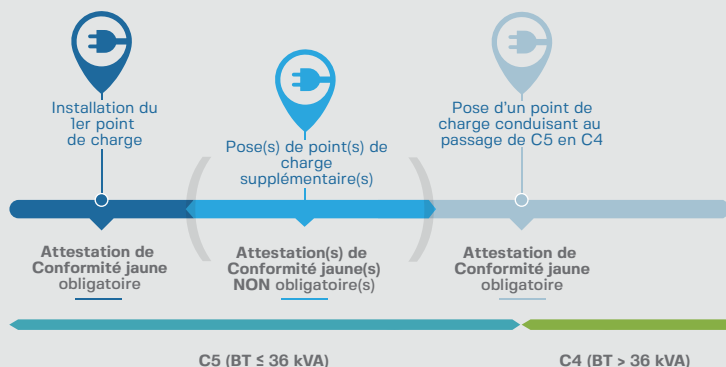 Installation du
1er point
de charge
Pose(s) de point(s) de
charge
supplémentaire(s)
Pose d'un point de
charge conduisant au
passage de C5 en C4
Attestation de
Conformité jaune
obligatoire
Attestation(s) de
Conformité jaune(s)
NON obligatoire(s)
Attestation de
Conformité jaune
obligatoire
C5 (BT ≤ 36 kVA)
C4 (BT > 36 kVA)